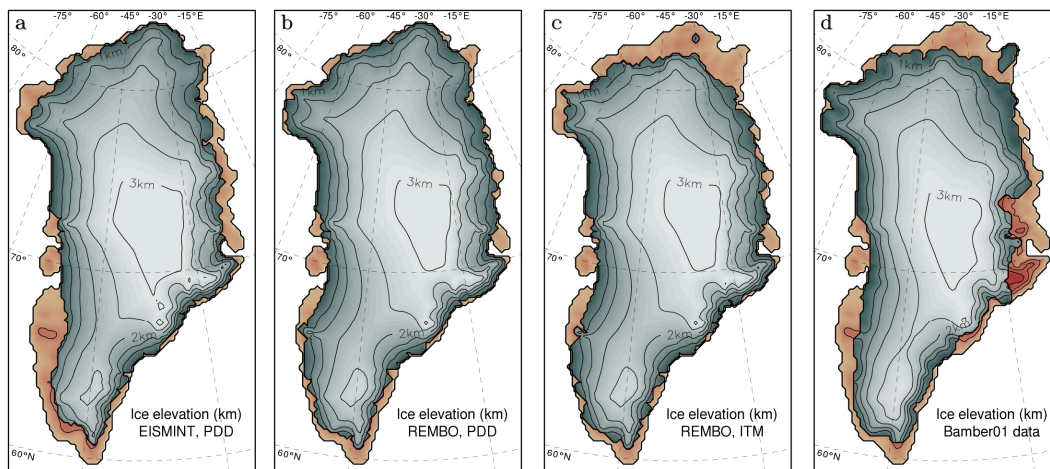 a
-75° -60° -45° -30° -15°E
80°
1km
3km
70°
2km
Ice elevation (km)
EISMINT, PDD
60°N
b
-75° -60° -45° -30° -15°E
80°
1km
3km
70°
2km
Ice elevation (km)
REMBO, PDD
60°N
c
-75° -60° -45° -30° -15°E
80°
3km
70°
2km
Ice elevation (km)
REMBO, ITM
60°N
d
-75° -60° -45° -30° -15°E
80°
1km
3km
70°
2km
Ice elevation (km)
Bamber01 data
60°N